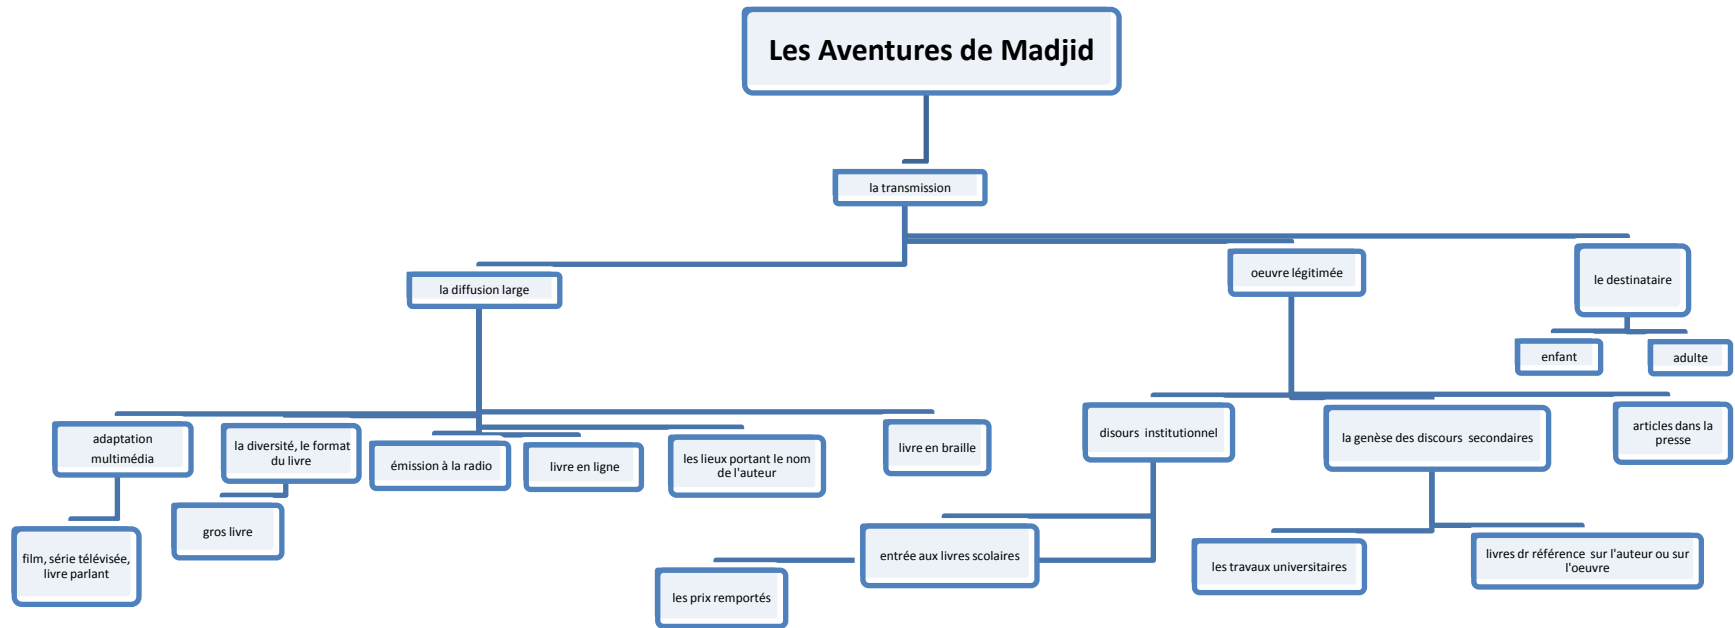 Les Aventures de Madjid
la transmission
la diffusion large
oeuvre légitimée
le destinataire
enfant
adulte
adaptation
multimédia
la diversité, le format
du livre
émission à la radio
livre en ligne
les lieux portant le nom
de l'auteur
livre en braille
disours institutionnel
la genèse des discours secondaires
articles dans la
presse
film, série télévisée,
livre parlant
gros livre
les prix remportés
entrée aux livres scolaires
les travaux universitaires
livres dr référence sur l'auteur ou sur
l'oeuvre